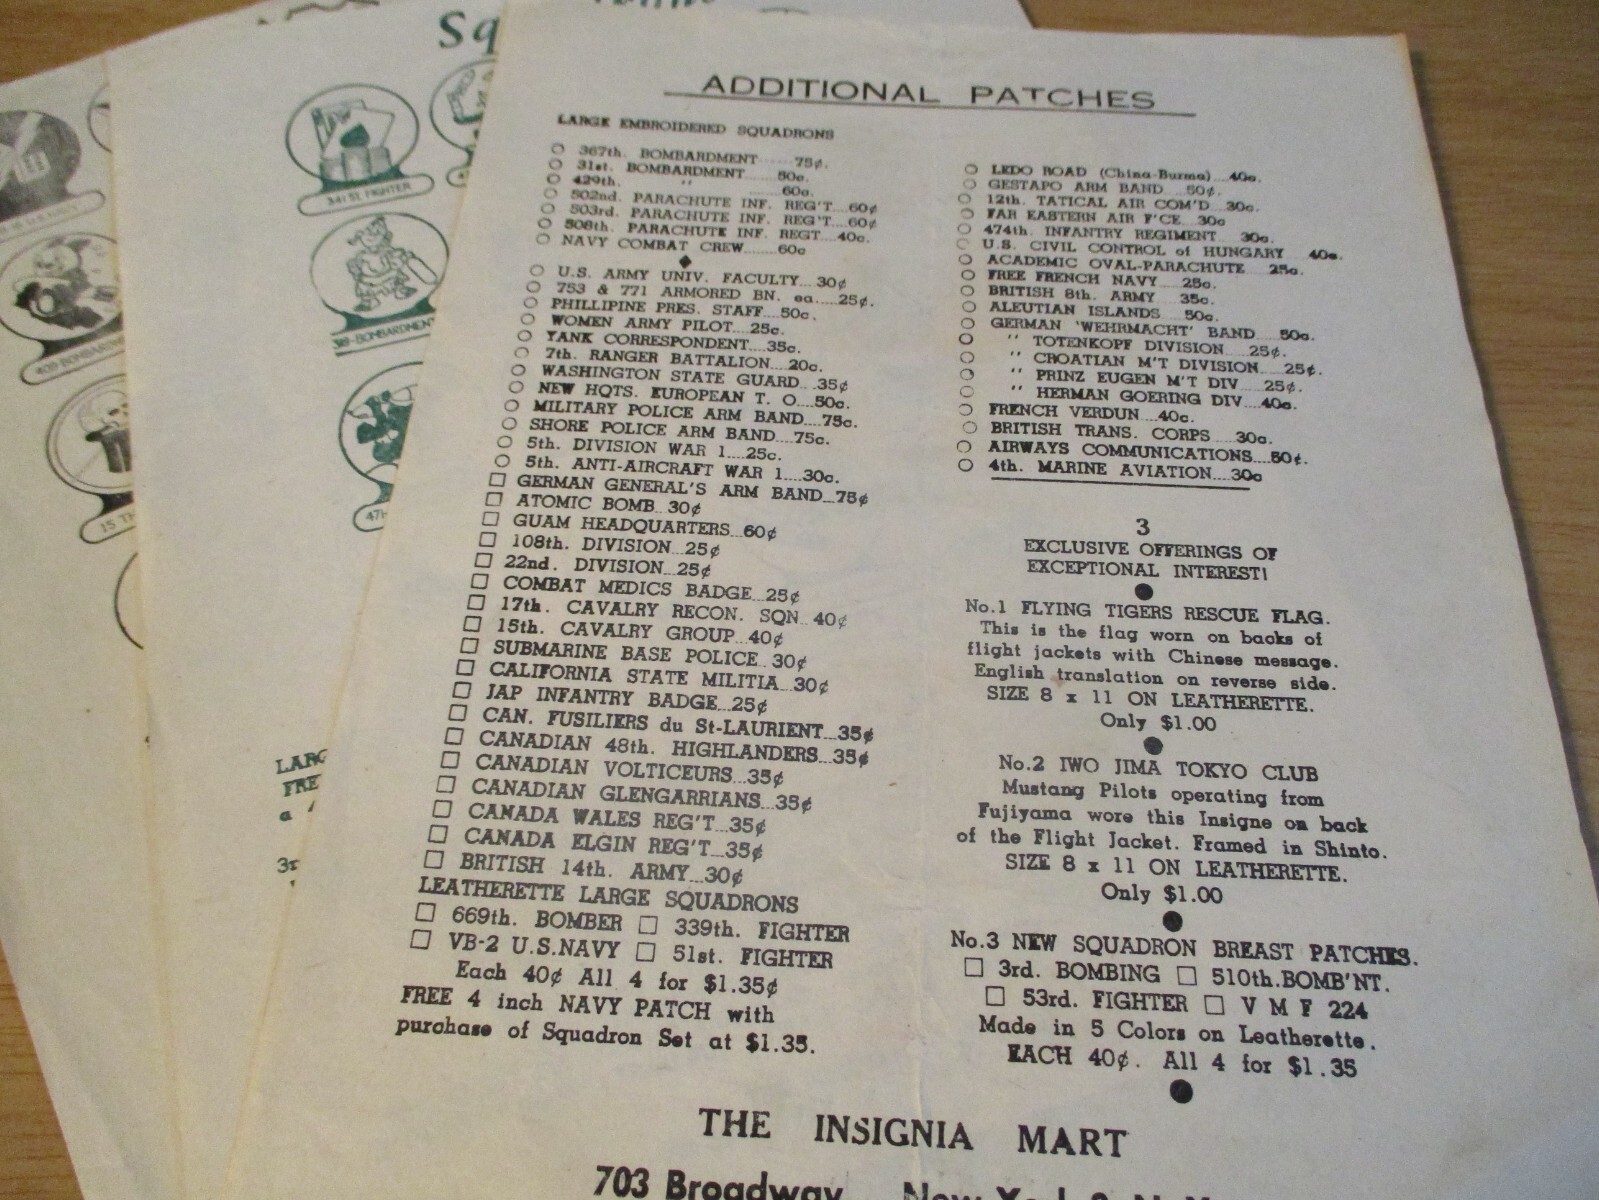 Sq
341 ST. FIGHTER
319-BOMBARDMENT
409 BOMBARDM
15 TH
47
LARG
FRE
a
3r
ADDITIONAL PATCHES
LARGE EMBROIDERED SQUADRONS
367th. BOMBARDMENT......75¢.
31st. BOMBARDMENT.......50c.
429th. " .......60c.
502nd. PARACHUTE INF. REG'T...60¢
503rd. PARACHUTE INF. REG'T...60¢
508th. PARACHUTE INF. REGT...40c.
NAVY COMBAT CREW......60c
U.S. ARMY UNIV. FACULTY...30¢
753 & 771 ARMORED BN. ea.....25¢.
PHILLIPINE PRES. STAFF...50c.
WOMEN ARMY PILOT...25c.
YANK CORRESPONDENT...35c.
7th. RANGER BATTALION...20c.
WASHINGTON STATE GUARD...35¢
NEW HQTS. EUROPEAN T. O....50c.
MILITARY POLICE ARM BAND....75c.
SHORE POLICE ARM BAND....75c.
5th. DIVISION WAR 1....25c.
5th. ANTI-AIRCRAFT WAR 1....30c.
GERMAN GENERAL'S ARM BAND...75¢
ATOMIC BOMB...30¢
GUAM HEADQUARTERS...60¢
108th. DIVISION...25¢
22nd. DIVISION...25¢
COMBAT MEDICS BADGE...25¢
17th. CAVALRY RECON. SQN...40¢
15th. CAVALRY GROUP...40¢
SUBMARINE BASE POLICE...30¢
CALIFORNIA STATE MILITIA...30¢
JAP INFANTRY BADGE...25¢
CAN. FUSILIERS du St-LAURIENT...35¢
CANADIAN 48th. HIGHLANDERS...35¢
CANADIAN VOLTICEURS...35¢
CANADIAN GLENGARRIANS...35¢
CANADA WALES REG'T...35¢
CANADA ELGIN REG'T...35¢
BRITISH 14th. ARMY...30¢
LEATHERETTE LARGE SQUADRONS
669th. BOMBER 339th. FIGHTER
VB-2 U.S.NAVY 51st. FIGHTER
Each 40¢ All 4 for $1.35¢
FREE 4 inch NAVY PATCH with
purchase of Squadron Set at $1.35.
LEDO ROAD (China-Burma)....40c.
GESTAPO ARM BAND...50¢.
12th. TATICAL AIR COM'D...30c.
FAR EASTERN AIR F'CE...30c
474th. INFANTRY REGIMENT...30c.
U.S. CIVIL CONTROL of HUNGARY...40c.
ACADEMIC OVAL-PARACHUTE...25c.
FREE FRENCH NAVY...25c.
BRITISH 8th. ARMY...35c.
ALEUTIAN ISLANDS...50c.
GERMAN 'WEHRMACHT' BAND...50c.
" TOTENKOPF DIVISION...25¢.
" CROATIAN M'T DIVISION...25¢.
" PRINZ EUGEN M'T DIV...25¢.
" HERMAN GOERING DIV...40c.
FRENCH VERDUN...40c.
BRITISH TRANS. CORPS...30c.
AIRWAYS COMMUNICATIONS....50¢.
4th. MARINE AVIATION....30c
3
EXCLUSIVE OFFERINGS OF
EXCEPTIONAL INTEREST!
No.1 FLYING TIGERS RESCUE FLAG.
This is the flag worn on backs of
flight jackets with Chinese message.
English translation on reverse side.
SIZE 8 x 11 ON LEATHERETTE.
Only $1.00
No.2 IWO JIMA TOKYO CLUB
Mustang Pilots operating from
Fujiyama wore this Insigne on back
of the Flight Jacket. Framed in Shinto.
SIZE 8 x 11 ON LEATHERETTE.
Only $1.00
No.3 NEW SQUADRON BREAST PATCHES.
3rd. BOMBING 510th.BOMB'NT.
53rd. FIGHTER V M F 224
Made in 5 Colors on Leatherette.
EACH 40¢. All 4 for $1.35
THE INSIGNIA MART
703 Broadway New York